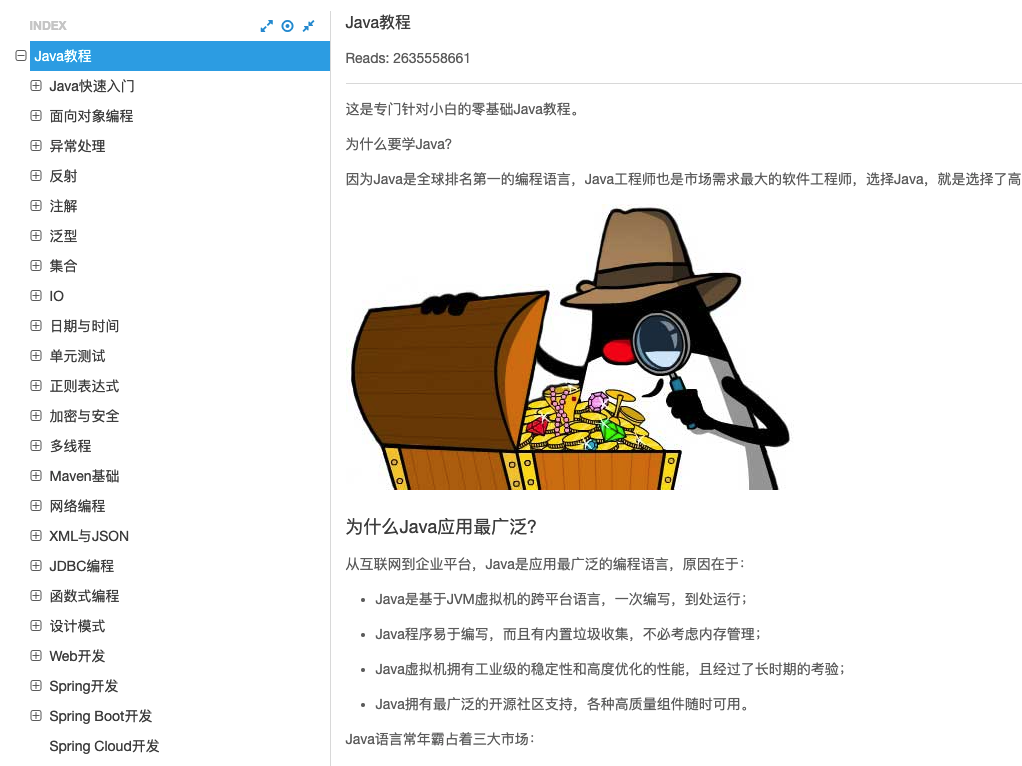 INDEX
Java教程
Java快速入门
面向对象编程
异常处理
反射
注解
泛型
集合
IO
日期与时间
单元测试
正则表达式
加密与安全
多线程
Maven基础
网络编程
XML与JSON
JDBC编程
函数式编程
设计模式
Web开发
Spring开发
Spring Boot开发
Spring Cloud开发
Java教程
Reads: 2635558661
这是专门针对小白的零基础Java教程。
为什么要学Java?
因为Java是全球排名第一的编程语言，Java工程师也是市场需求最大的软件工程师，选择Java，就是选择了高
为什么Java应用最广泛?
从互联网到企业平台，Java是应用最广泛的编程语言，原因在于：
• Java是基于JVM虚拟机的跨平台语言，一次编写，到处运行；
• Java程序易于编写，而且有内置垃圾收集，不必考虑内存管理；
• Java虚拟机拥有工业级的稳定性和高度优化的性能，且经过了长时期的考验；
• Java拥有最广泛的开源社区支持，各种高质量组件随时可用。
Java语言常年霸占着三大市场：